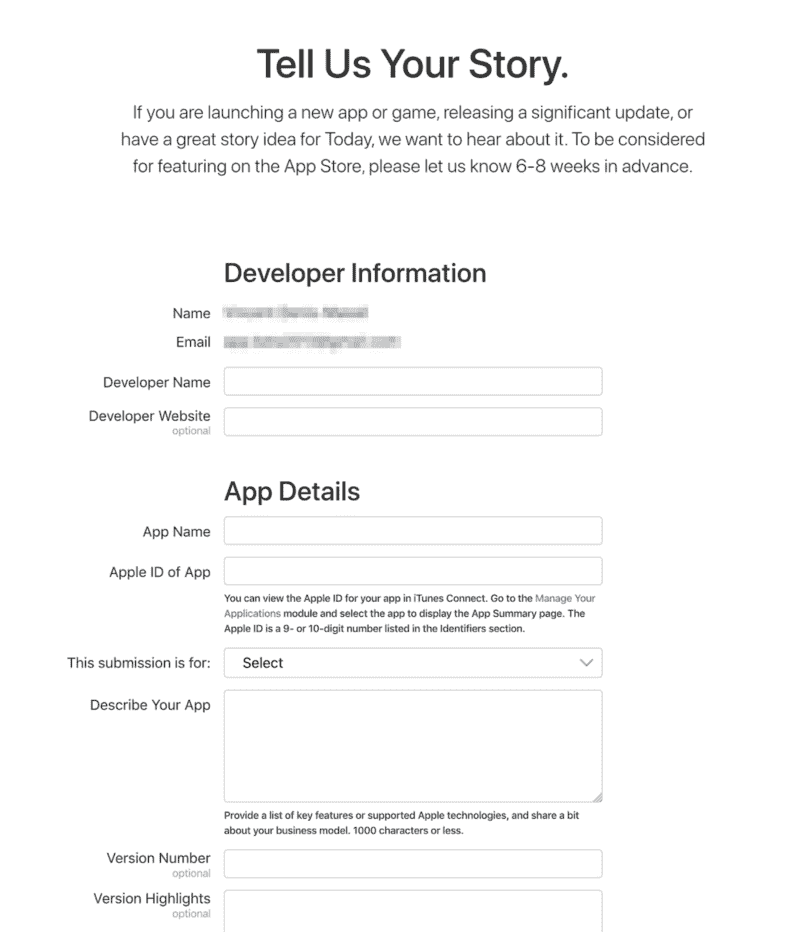 Tell Us Your Story.
If you are launching a new app or game, releasing a significant update, or
have a great story idea for Today, we want to hear about it. To be considered
for featuring on the App Store, please let us know 6-8 weeks in advance.
Developer Information
Name
Email
Developer Name
Developer Website
optional
App Details
App Name
Apple ID of App
You can view the Apple ID for your app in iTunes Connect. Go to the Manage Your
Applications module and select the app to display the App Summary page. The
Apple ID is a 9- or 10-digit number listed in the Identifiers section.
This submission is for: Select
Describe Your App
Provide a list of key features or supported Apple technologies, and share a bit
about your business model. 1000 characters or less.
Version Number
optional
Version Highlights
optional